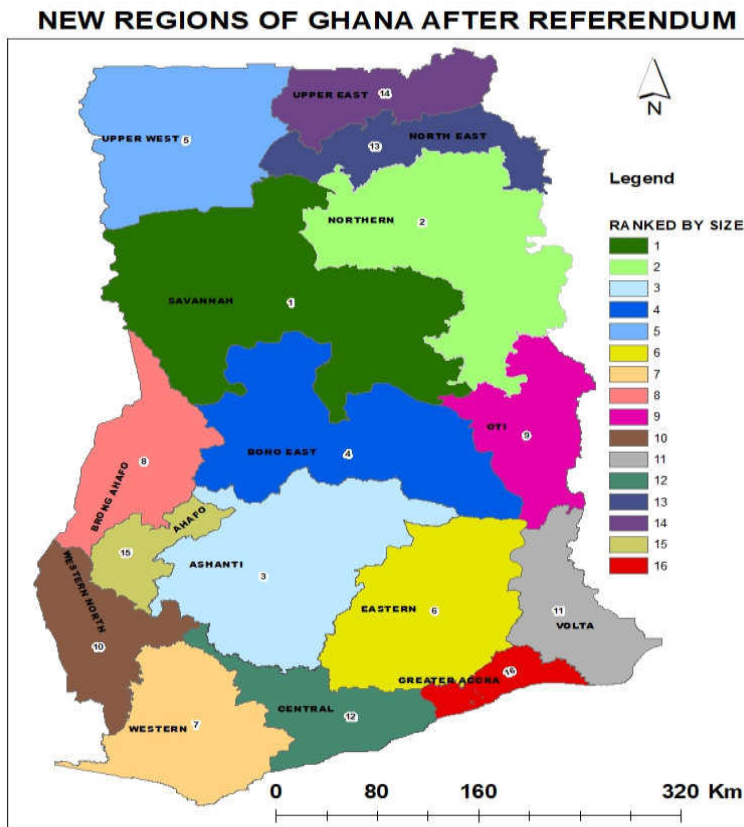 NEW REGIONS OF GHANA AFTER REFERENDUM
UPPER EAST
14
N
UPPER WEST
5
NORTH EAST
13
Legend
NORTHERN
2
RANKED BY SIZE
1
2
3
4
5
6
7
8
9
10
11
12
13
14
15
16
SAVANNAH
1
OTI
9
BONO EAST
4
BRONG AHAFO
8
AHAFO
15
ASHANTI
3
WESTERN NORTH
10
EASTERN
6
VOLTA
11
GREATER ACCRA
16
CENTRAL
12
WESTERN
7
0 80 160 320 Km